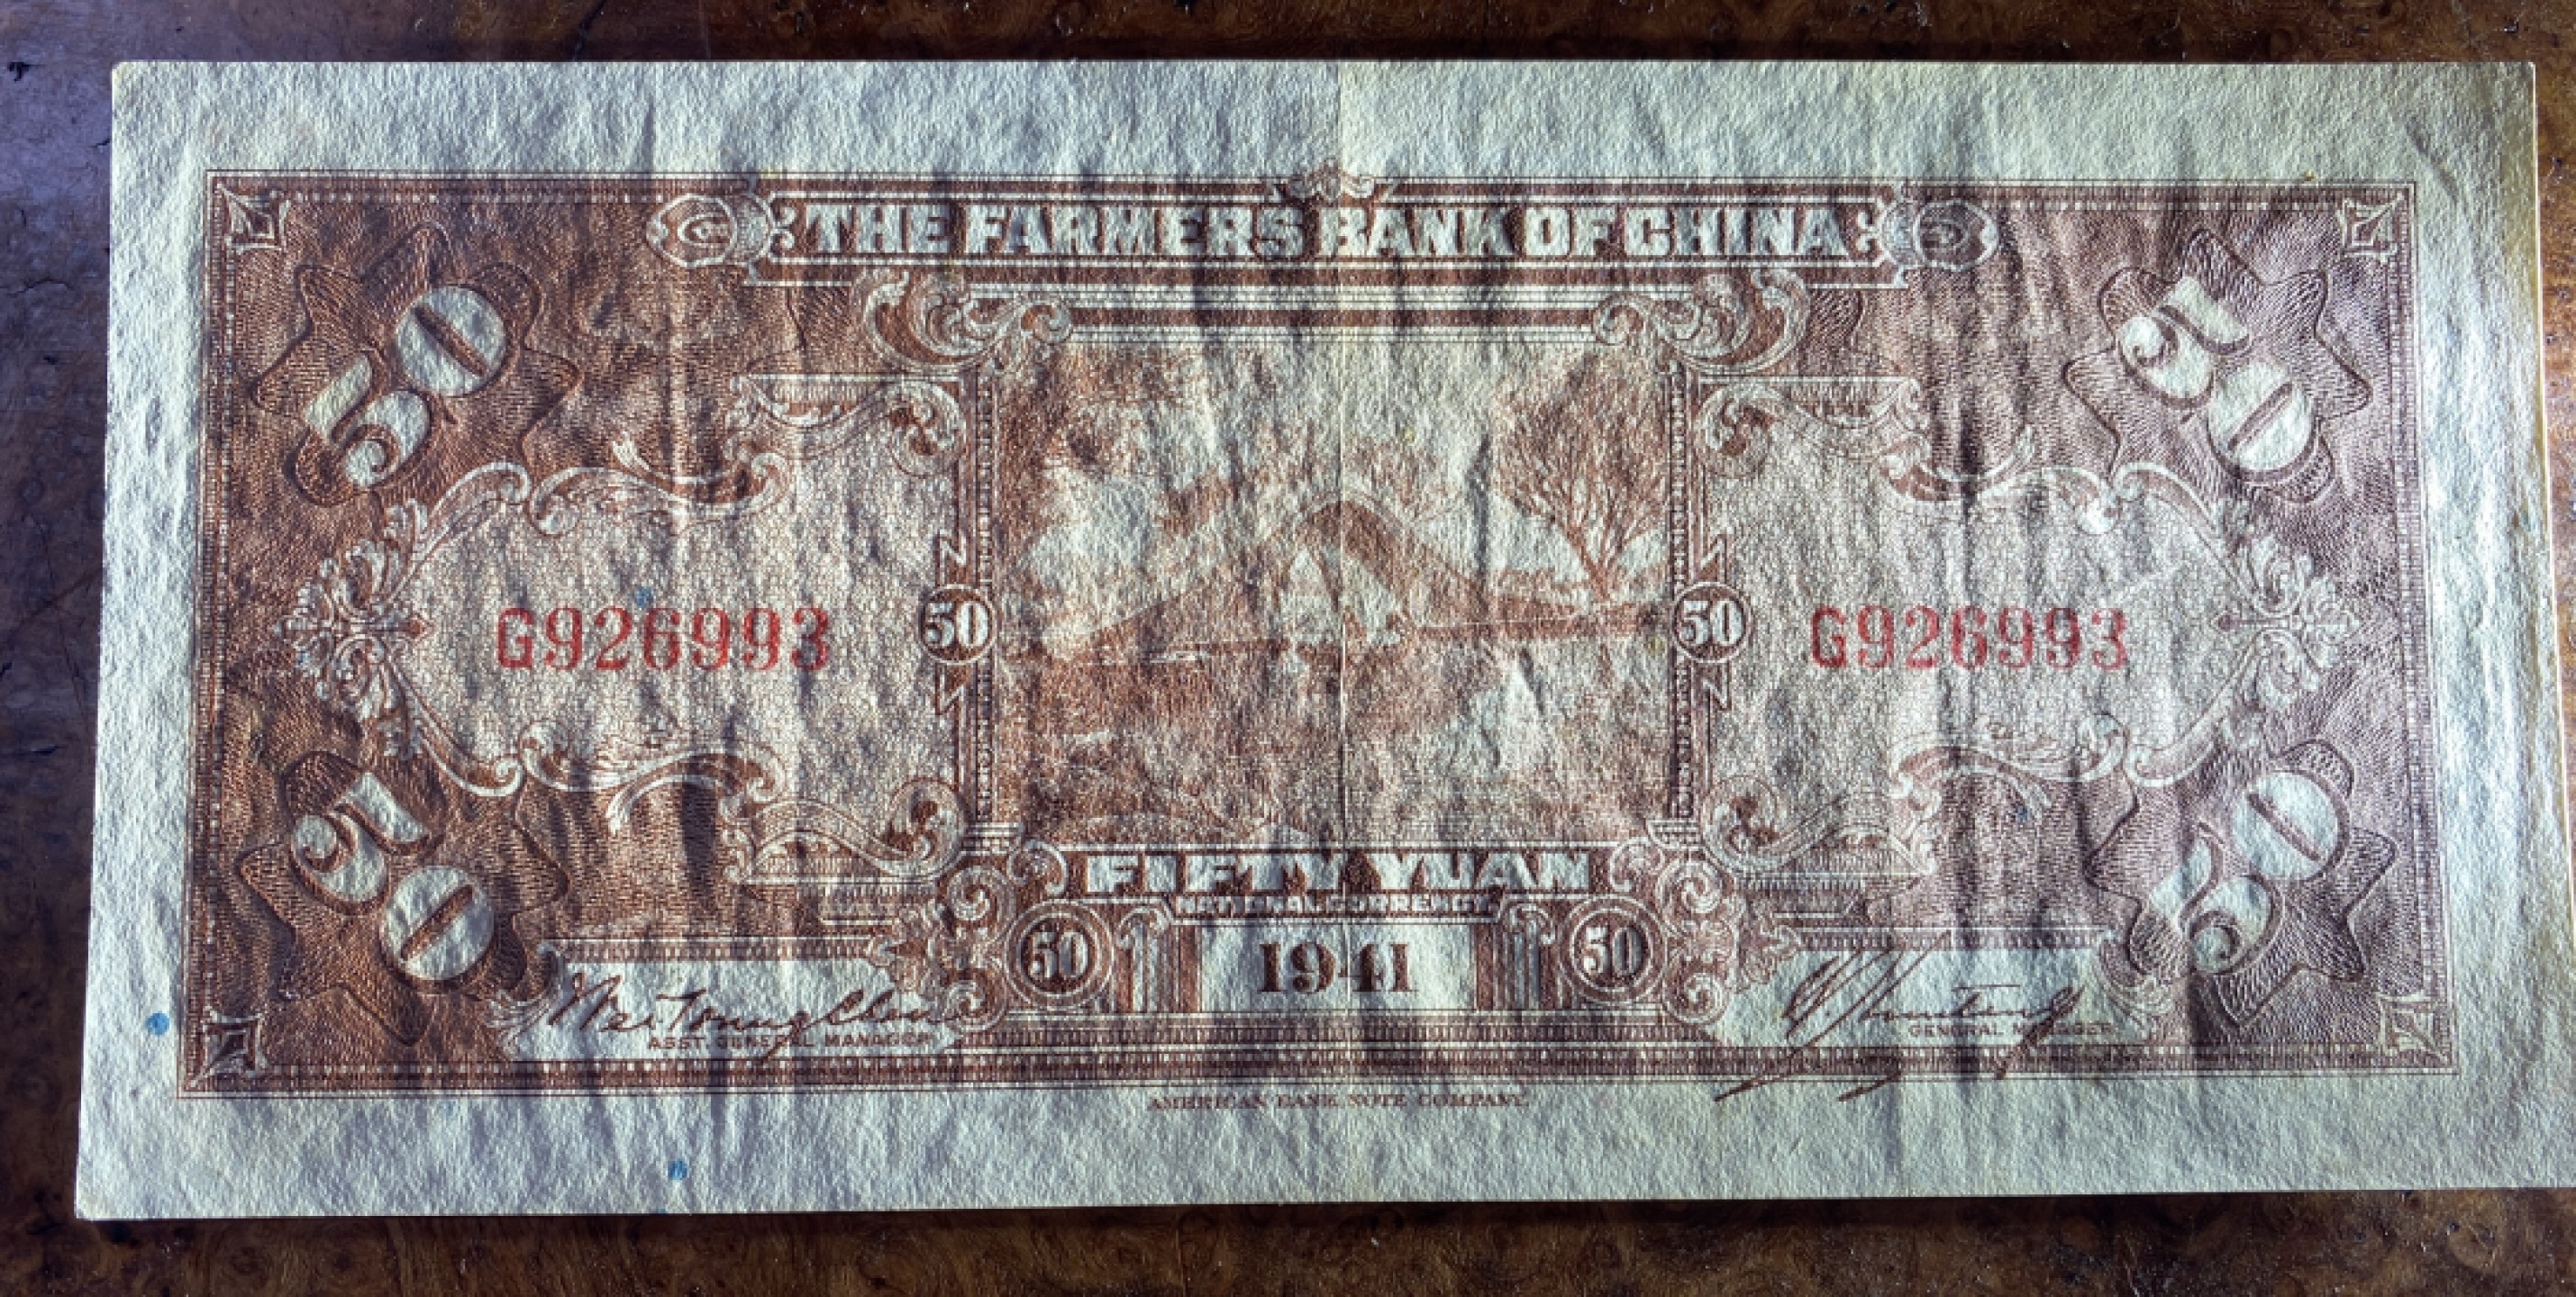 THE FARMERS BANK OF CHINA
50
50
G926993
50
50
G926993
50
50
FIFTY YUAN
NATIONAL CURRENCY
50
1941
50
ASST. GENERAL MANAGER
GENERAL MANAGER
AMERICAN BANK NOTE COMPANY.